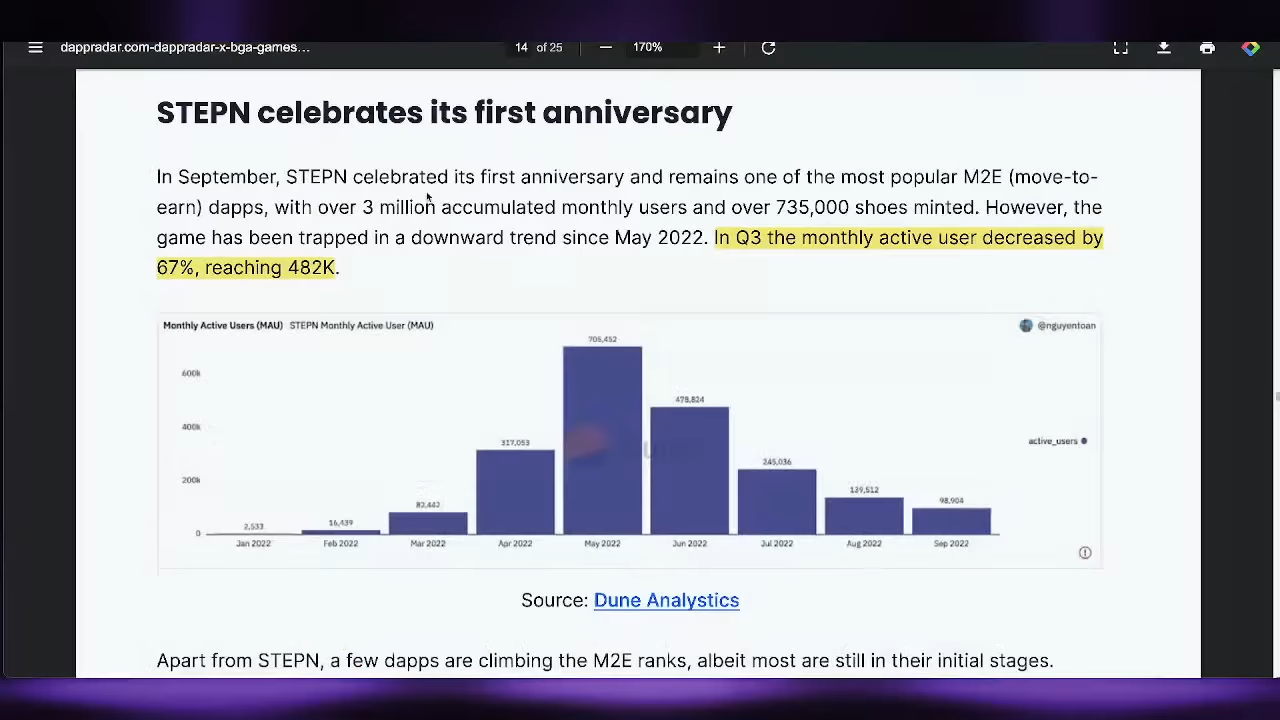 dappradar.com-dappradar-x-bga-games...
14 of 25
170%
STEPN celebrates its first anniversary
In September, STEPN celebrated its first anniversary and remains one of the most popular M2E (move-to-
earn) dapps, with over 3 million accumulated monthly users and over 735,000 shoes minted. However, the
game has been trapped in a downward trend since May 2022. In Q3 the monthly active user decreased by
67%, reaching 482K.
Monthly Active Users (MAU) STEPN Monthly Active User (MAU)
@nguyentoan
600k
400k
200k
0
2,533
16,439
82,442
317,053
705,452
478,824
245,036
139,512
98,904
Jan 2022
Feb 2022
Mar 2022
Apr 2022
May 2022
Jun 2022
Jul 2022
Aug 2022
Sep 2022
active_users
Source: Dune Analystics
Apart from STEPN, a few dapps are climbing the M2E ranks, albeit most are still in their initial stages.